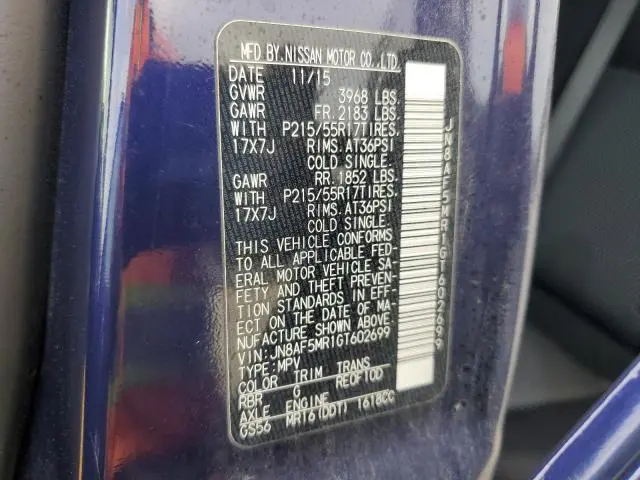 MFD BY.NISSAN MOTOR CO.,LTD.
DATE 11/15
GVWR 3968 LBS.
GAWR FR.2183 LBS.
WITH P215/55R17TIRES.
17X7J RIMS.AT36PSI
COLD SINGLE.
GAWR RR.1852 LBS.
WITH P215/55R17TIRES.
17X7J RIMS.AT36PSI
COLD SINGLE.
THIS VEHICLE CONFORMS
TO ALL APPLICABLE FED-
ERAL MOTOR VEHICLE SA-
FETY AND THEFT PREVEN-
TION STANDARDS IN EFF-
ECT ON THE DATE OF MA-
NUFACTURE SHOWN ABOVE.
VIN:JN8AF5MR1GT602699
TYPE:MPV
COLOR TRIM TRANS
RBR G RE0F10D
AXLE ENGINE
GS56 MR16(DDT) 1618CC
JN8AF5MR1GT602699